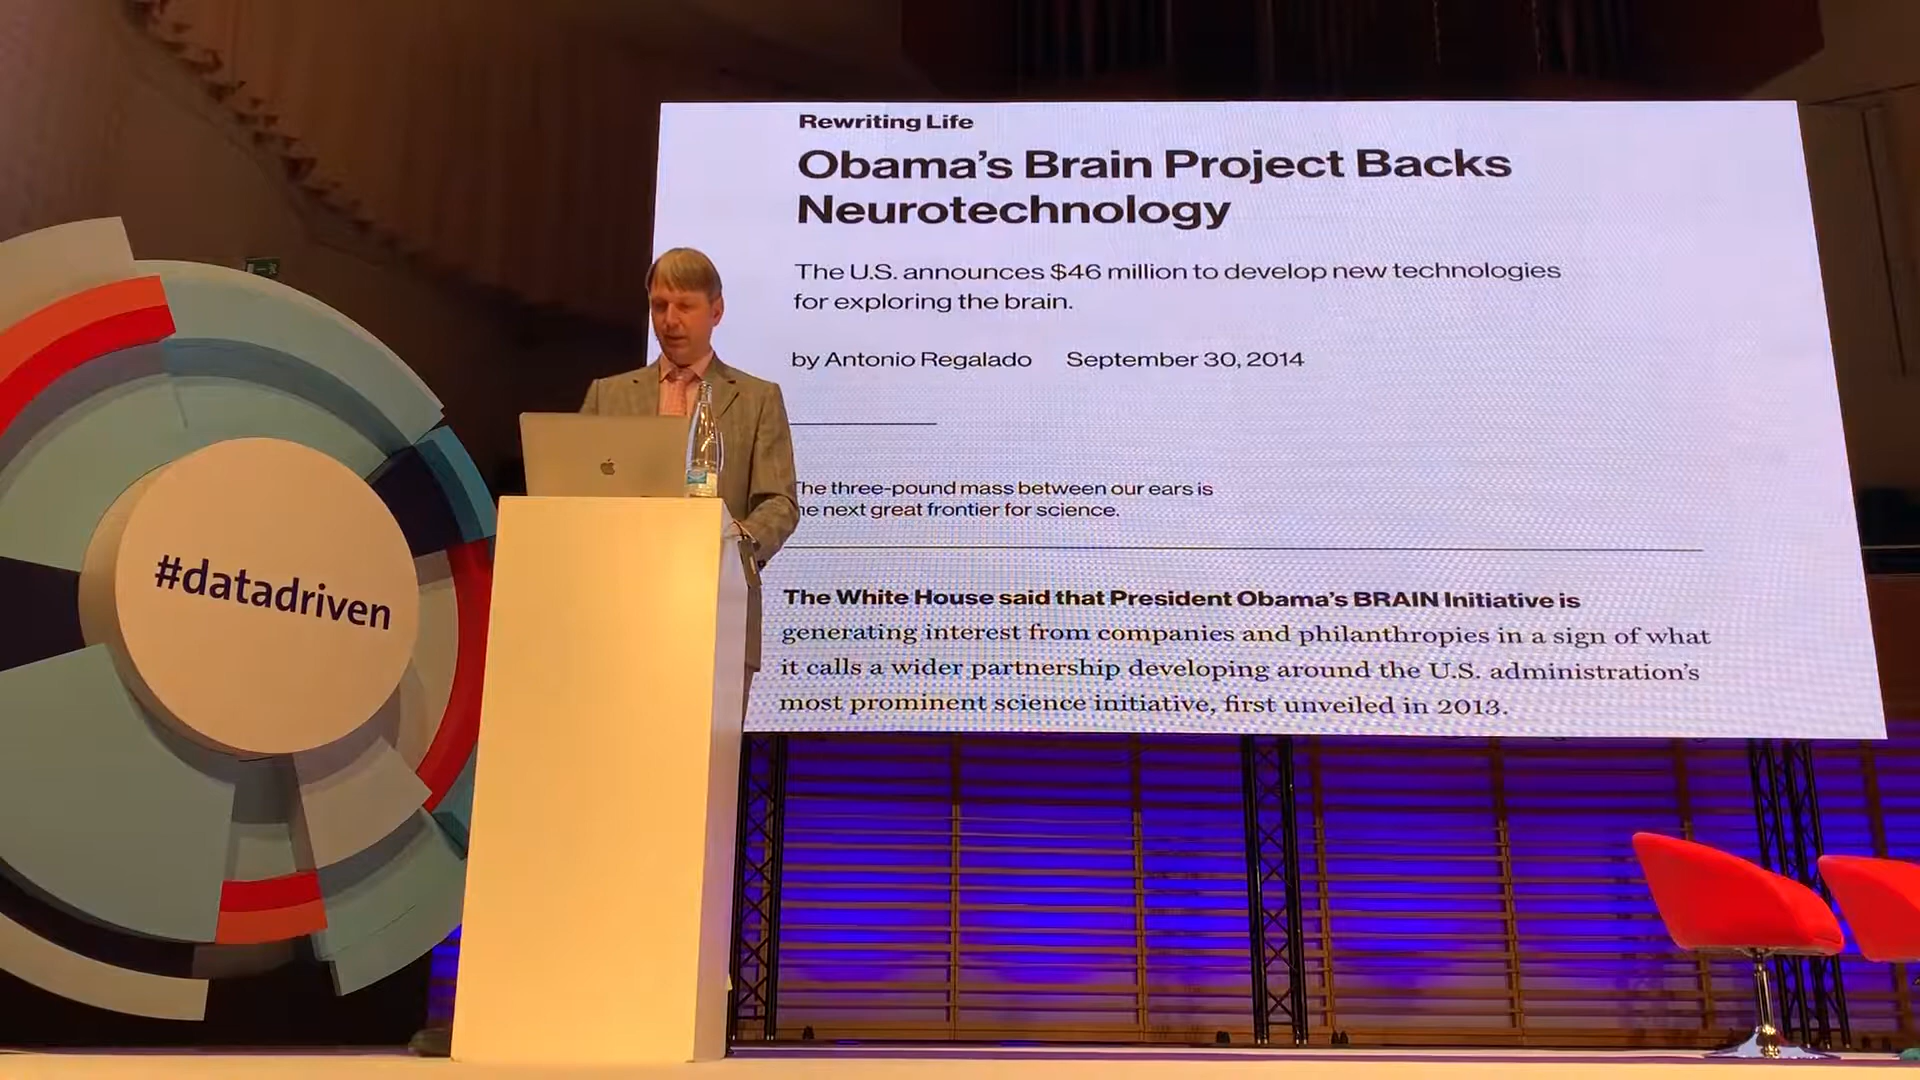 Rewriting Life
Obama's Brain Project Backs
Neurotechnology
The U.S. announces $46 million to develop new technologies
for exploring the brain.
by Antonio Regalado September 30, 2014
The three-pound mass between our ears is
next great frontier for science.
The White House said that President Obama's BRAIN Initiative is
generating interest from companies and philanthropies in a sign of what
it calls a wider partnership developing around the U.S. administration's
most prominent science initiative, first unveiled in 2013.
#datadriven